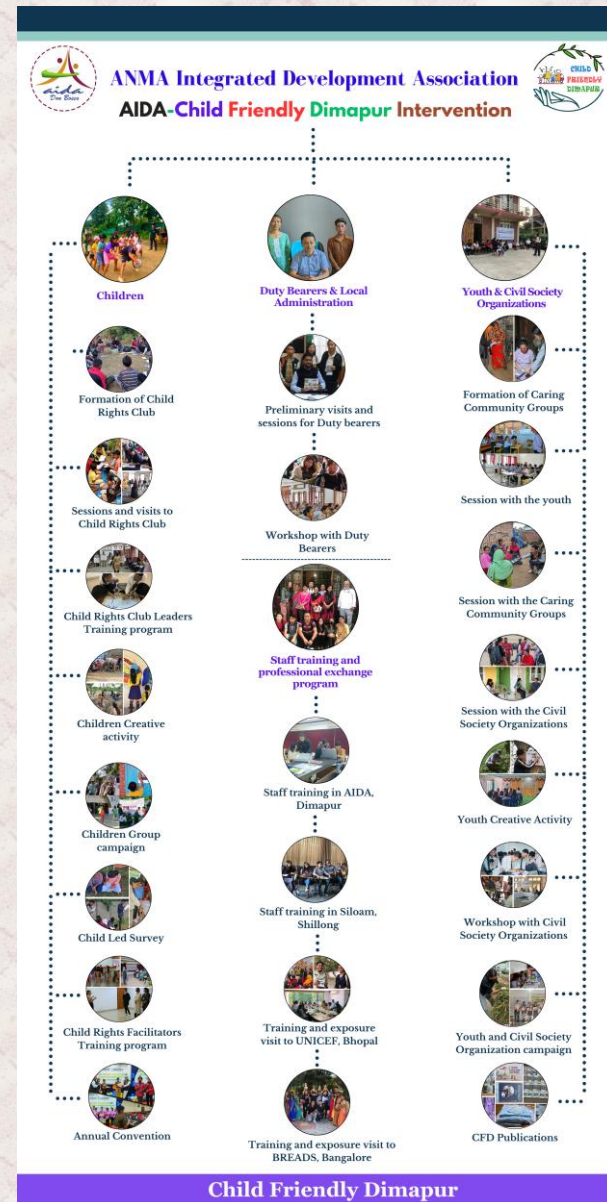 aida
Don Bosco
ANMA Integrated Development Association
AIDA-Child Friendly Dimapur Intervention
CHILD
FRIENDLY
DIMAPUR
Children
Formation of Child
Rights Club
Sessions and visits to
Child Rights Club
Child Rights Club Leaders
Training program
Children Creative
activity
Children Group
campaign
Child Led Survey
Child Rights Facilitators
Training program
Annual Convention
Duty Bearers & Local
Administration
Preliminary visits and
sessions for Duty bearers
Workshop with Duty
Bearers
Staff training and
professional exchange
program
Staff training in AIDA,
Dimapur
Staff training in Siloam,
Shillong
Training and exposure
visit to UNICEF, Bhopal
Training and exposure visit to
BREADS, Bangalore
Youth & Civil Society
Organizations
Formation of Caring
Community Groups
Session with the youth
Session with the Caring
Community Groups
Session with the Civil
Society Organizations
Youth Creative Activity
Workshop with Civil
Society Organizations
Youth and Civil Society
Organization campaign
CFD Publications
Child Friendly Dimapur